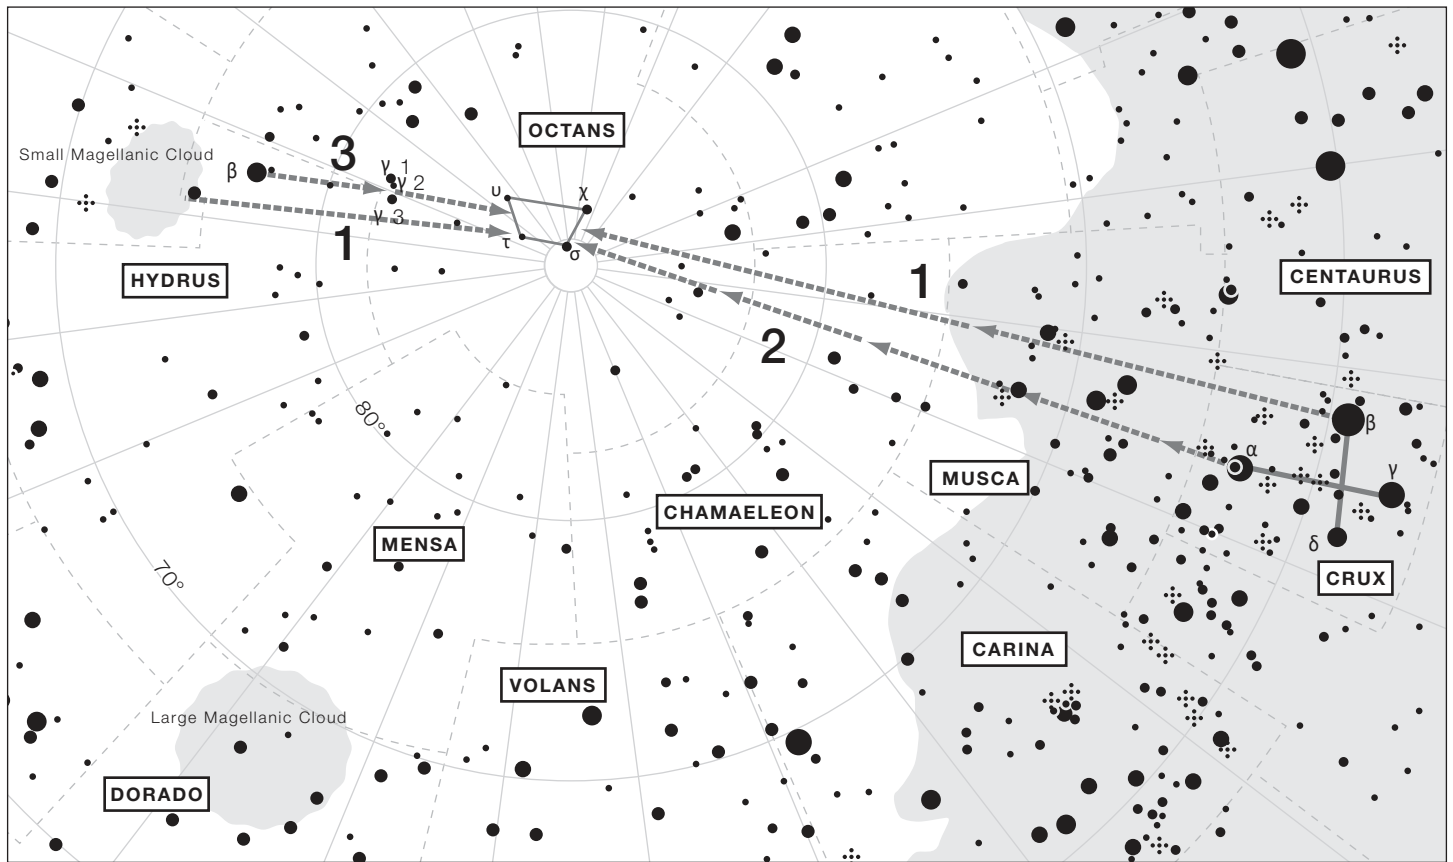 OCTANS
Small Magellanic Cloud
3
β
γ 1
γ 2
γ 3
υ
χ
τ
σ
1
HYDRUS
1
CENTAURUS
2
80°
β
α
γ
δ
MUSCA
CHAMAELEON
MENSA
70°
CRUX
CARINA
VOLANS
Large Magellanic Cloud
DORADO